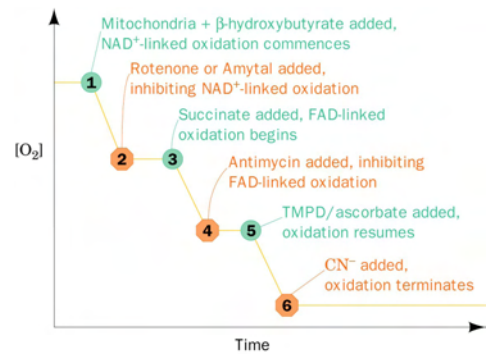 Mitochondria + β-hydroxybutyrate added,
NAD⁺-linked oxidation commences
1
Rotenone or Amytal added,
inhibiting NAD⁺-linked oxidation
Succinate added, FAD-linked
oxidation begins
[O₂]
2
3
Antimycin added, inhibiting
FAD-linked oxidation
TMPD/ascorbate added,
oxidation resumes
4
5
CN⁻ added,
oxidation terminates
6
Time